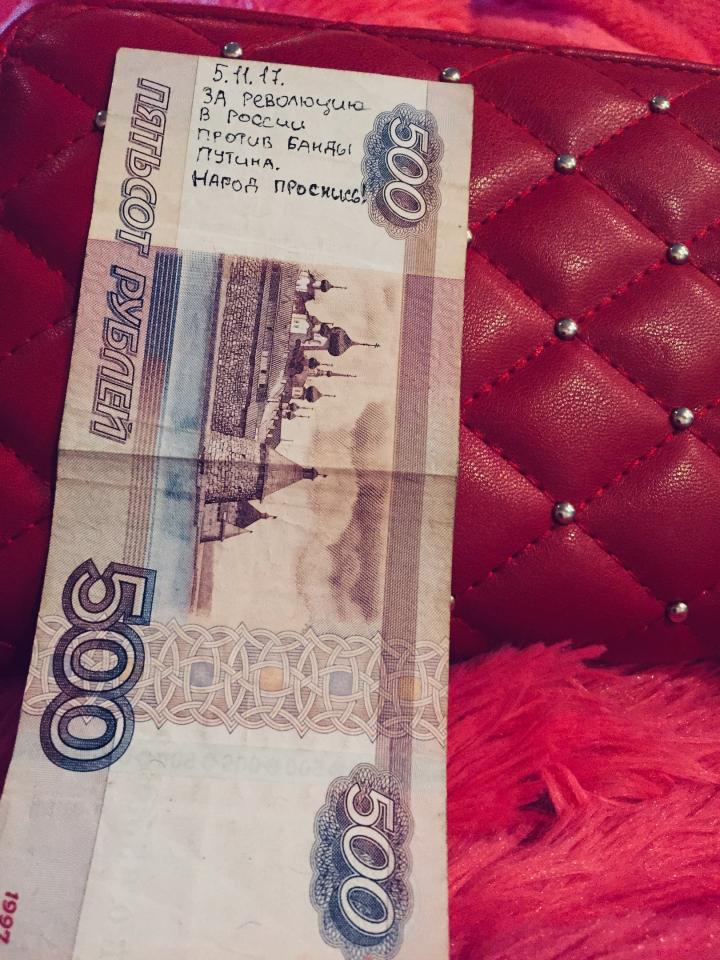 5.11.17.
ЗА РЕВОЛЮЦИЮ
В РОССИИ
ПРОТИВ БАНДЫ
ПУТИНА.
НАРОД ПРОСНИСЬ!
500
ПЯТЬСОТ РУБЛЕЙ
500
500
1997